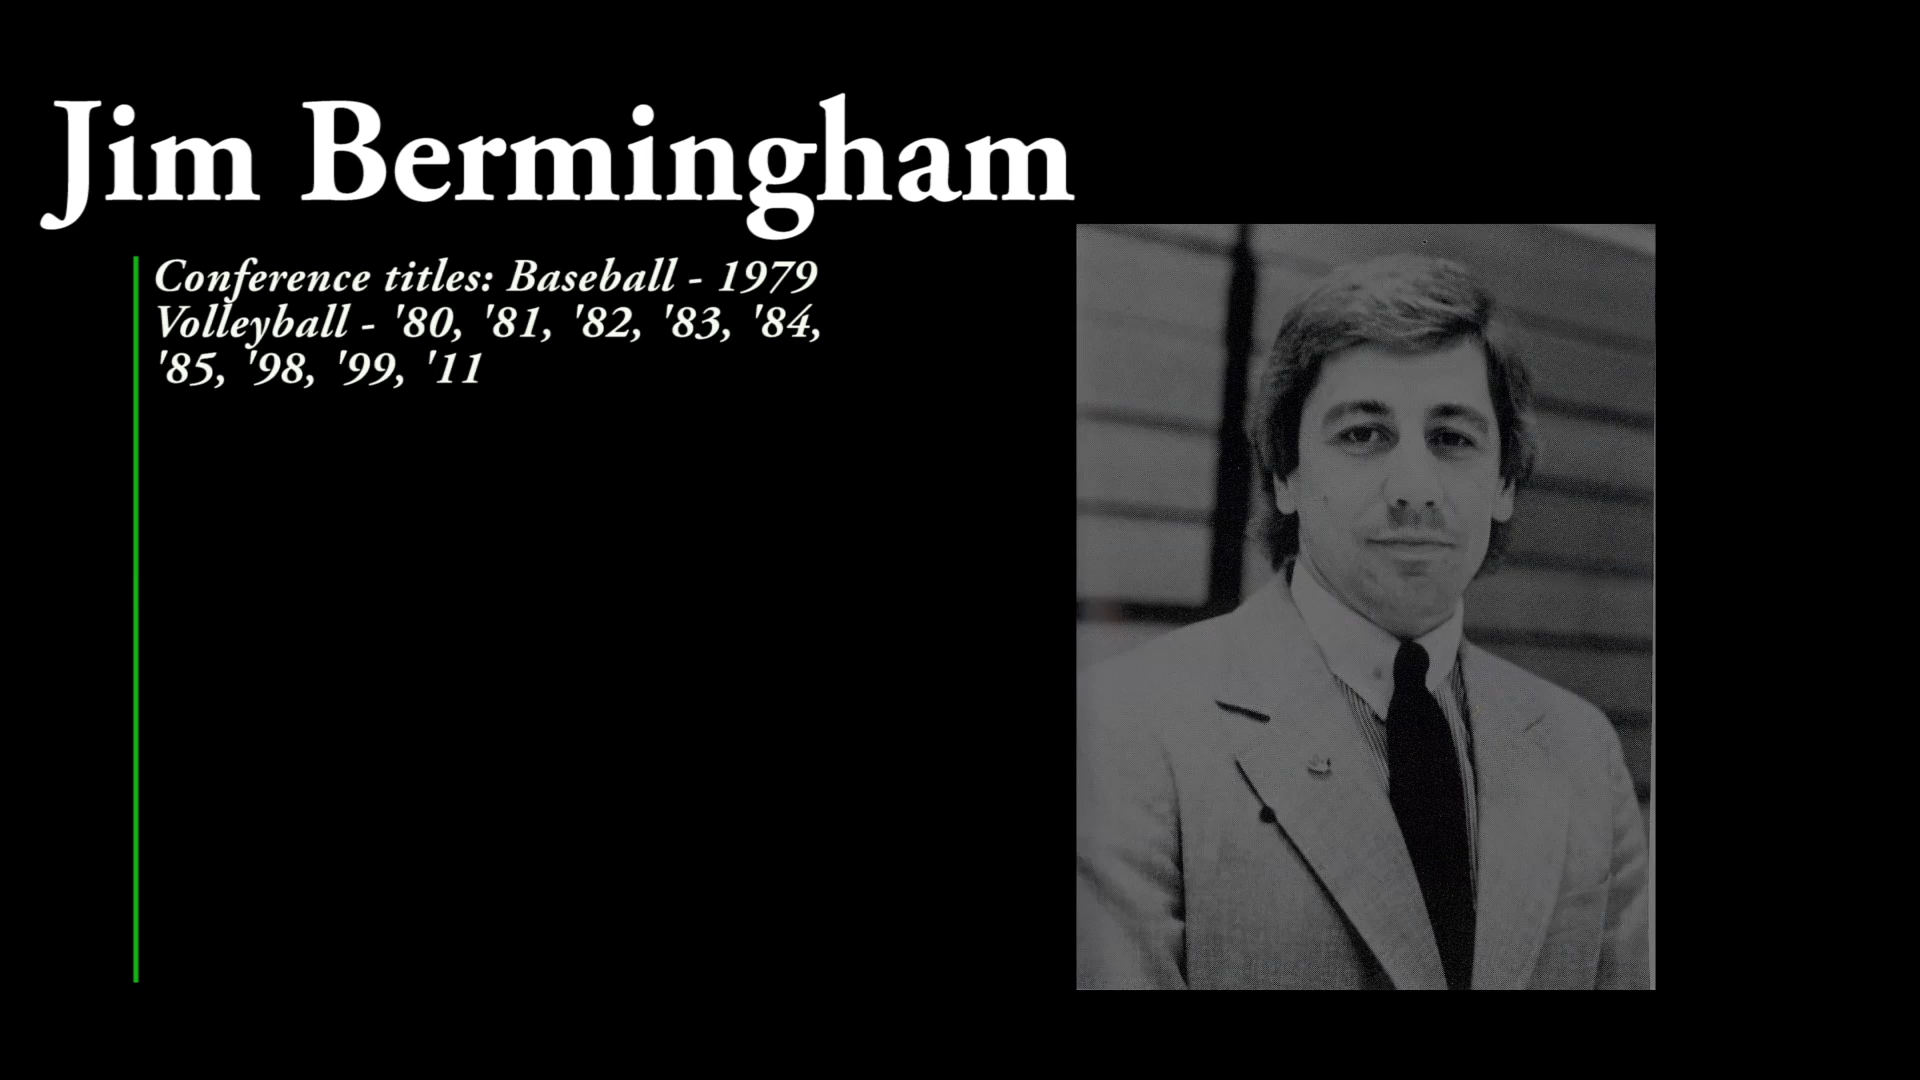 Jim Bermingham
Conference titles: Baseball - 1979
Volleyball - '80, '81, '82, '83, '84,
'85, '98, '99, '11